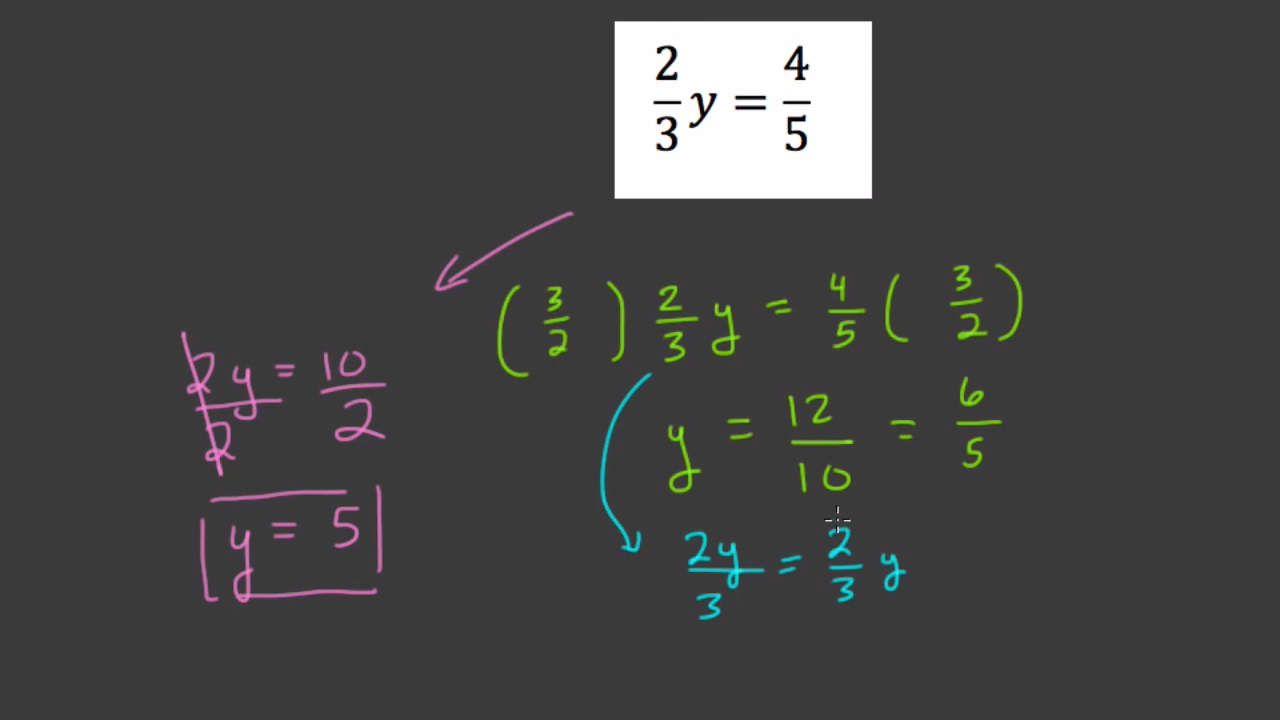 2/3 y = 4/5
(3/2) 2/3 y = 4/5 (3/2)
y = 12/10 = 6/5
2y/3 = 2/3 y
2y/2 = 10/2
y = 5